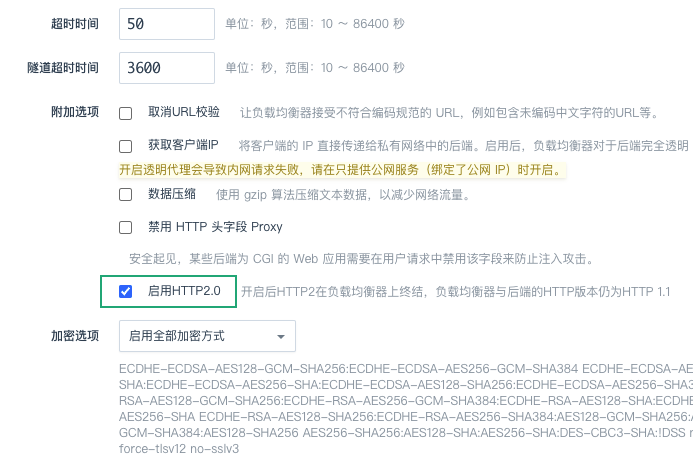 超时时间 50 单位：秒，范围：10 ～ 86400 秒
隧道超时时间 3600 单位：秒，范围：10 ～ 86400 秒
附加选项 取消URL校验 让负载均衡器接受不符合编码规范的 URL，例如包含未编码中文字符的URL等。
获取客户端IP 将客户端的 IP 直接传递给私有网络中的后端。启用后，负载均衡器对于后端完全透明
开启透明代理会导致内网请求失败，请在只提供公网服务（绑定了公网 IP）时开启。
数据压缩 使用 gzip 算法压缩文本数据，以减少网络流量。
禁用 HTTP 头字段 Proxy
安全起见，某些后端为 CGI 的 Web 应用需要在用户请求中禁用该字段来防止注入攻击。
启用HTTP2.0 开启后HTTP2在负载均衡器上终结，负载均衡器与后端的HTTP版本仍为HTTP 1.1
加密选项 启用全部加密方式
ECDHE-ECDSA-AES128-GCM-SHA256:ECDHE-ECDSA-AES256-GCM-SHA384 ECDHE-ECDSA-AE
SHA:ECDHE-ECDSA-AES256-SHA:ECDHE-ECDSA-AES128-SHA256:ECDHE-ECDSA-AES256-SHA3
RSA-AES128-GCM-SHA256:ECDHE-RSA-AES256-GCM-SHA384:ECDHE-RSA-AES128-SHA:ECDHE
AES256-SHA ECDHE-RSA-AES128-SHA256:ECDHE-RSA-AES256-SHA384:AES128-GCM-SHA256:
GCM-SHA384:AES128-SHA256 AES256-SHA256:AES128-SHA:AES256-SHA:DES-CBC3-SHA:!DSS
force-tlsv12 no-sslv3